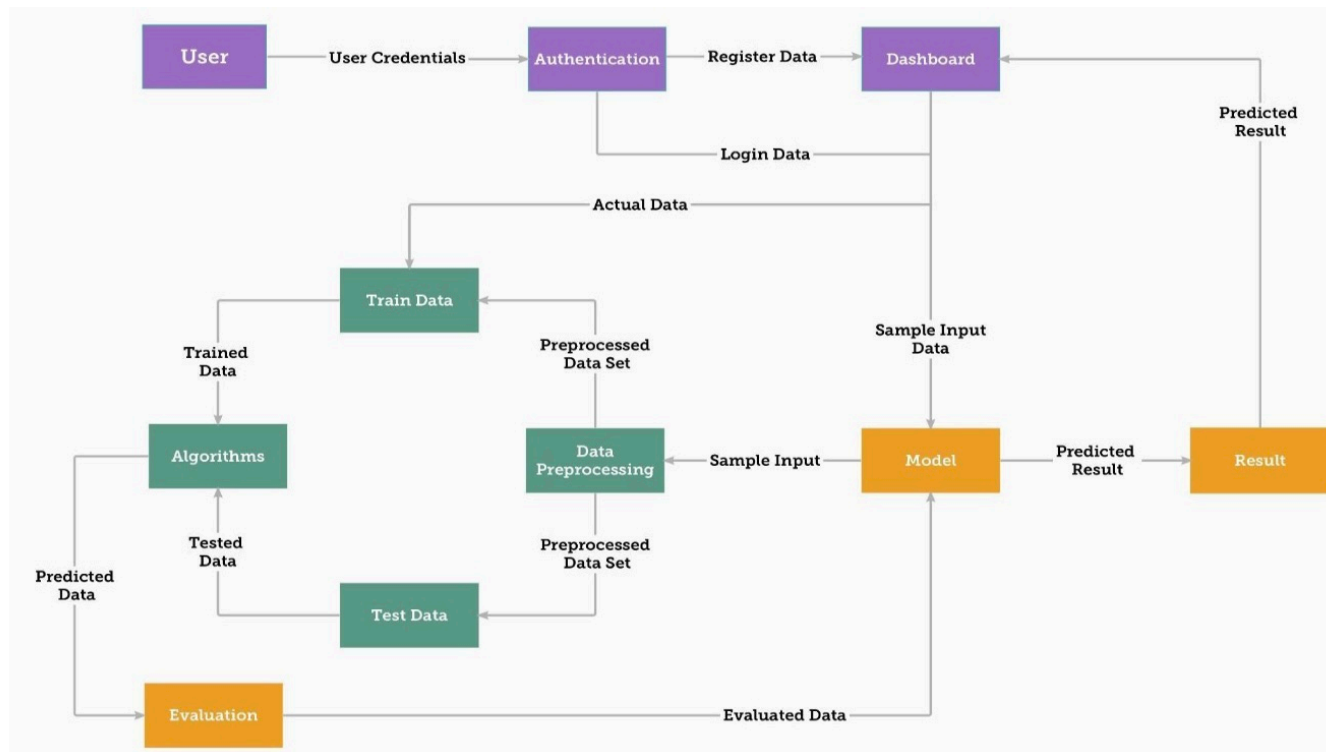 User
User Credentials
Authentication
Register Data
Dashboard
Predicted
Result
Login Data
Actual Data
Train Data
Sample Input
Data
Preprocessed
Data Set
Trained
Data
Algorithms
Data
Preprocessing
Sample Input
Model
Predicted
Result
Result
Tested
Data
Preprocessed
Data Set
Predicted
Data
Test Data
Evaluation
Evaluated Data